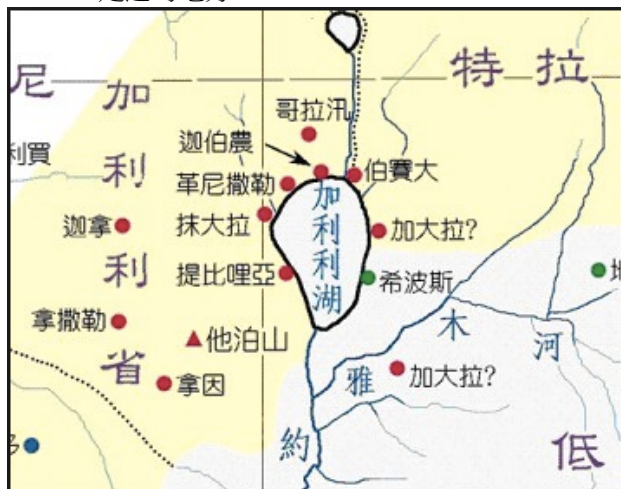 尼
加利利省
特拉
哥拉汛
迦伯農
利買
革尼撒勒
伯賽大
加利利湖
迦拿
抹大拉
加大拉?
提比哩亞
希波斯
拿撒勒
他泊山
木
河
雅
加大拉?
拿因
約
低